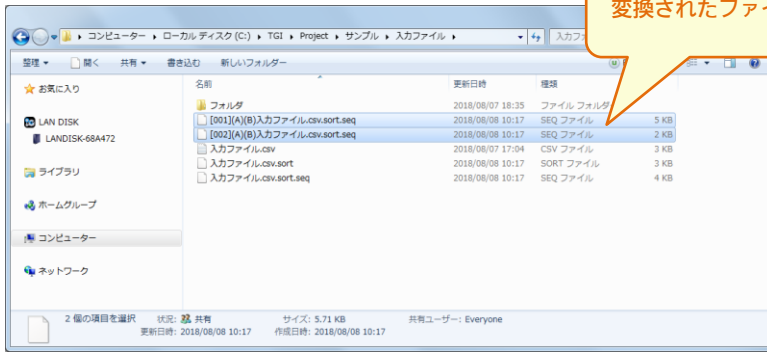 変換されたファイ
コンピューター ▸ ローカル ディスク (C:) ▸ TGI ▸ Project ▸ サンプル ▸ 入力ファイル ▸
入力ファ
整理 ▼ 開く 共有 ▼ 書き込む 新しいフォルダー
名前 更新日時 種類
お気に入り
フォルダ 2018/08/07 18:35 ファイル フォルダ
[001](A)(B)入力ファイル.csv.sort.seq 2018/08/08 10:17 SEQ ファイル 5 KB
LAN DISK
[002](A)(B)入力ファイル.csv.sort.seq 2018/08/08 10:17 SEQ ファイル 2 KB
LANDISK-68A472
入力ファイル.csv 2018/08/07 17:04 CSV ファイル 3 KB
入力ファイル.csv.sort 2018/08/08 10:17 SORT ファイル 3 KB
ライブラリ
入力ファイル.csv.sort.seq 2018/08/08 10:17 SEQ ファイル 4 KB
ホームグループ
コンピューター
ネットワーク
2 個の項目を選択 状況: 共有 サイズ: 5.71 KB 共有ユーザー: Everyone
更新日時: 2018/08/08 10:17 作成日時: 2018/08/08 10:17